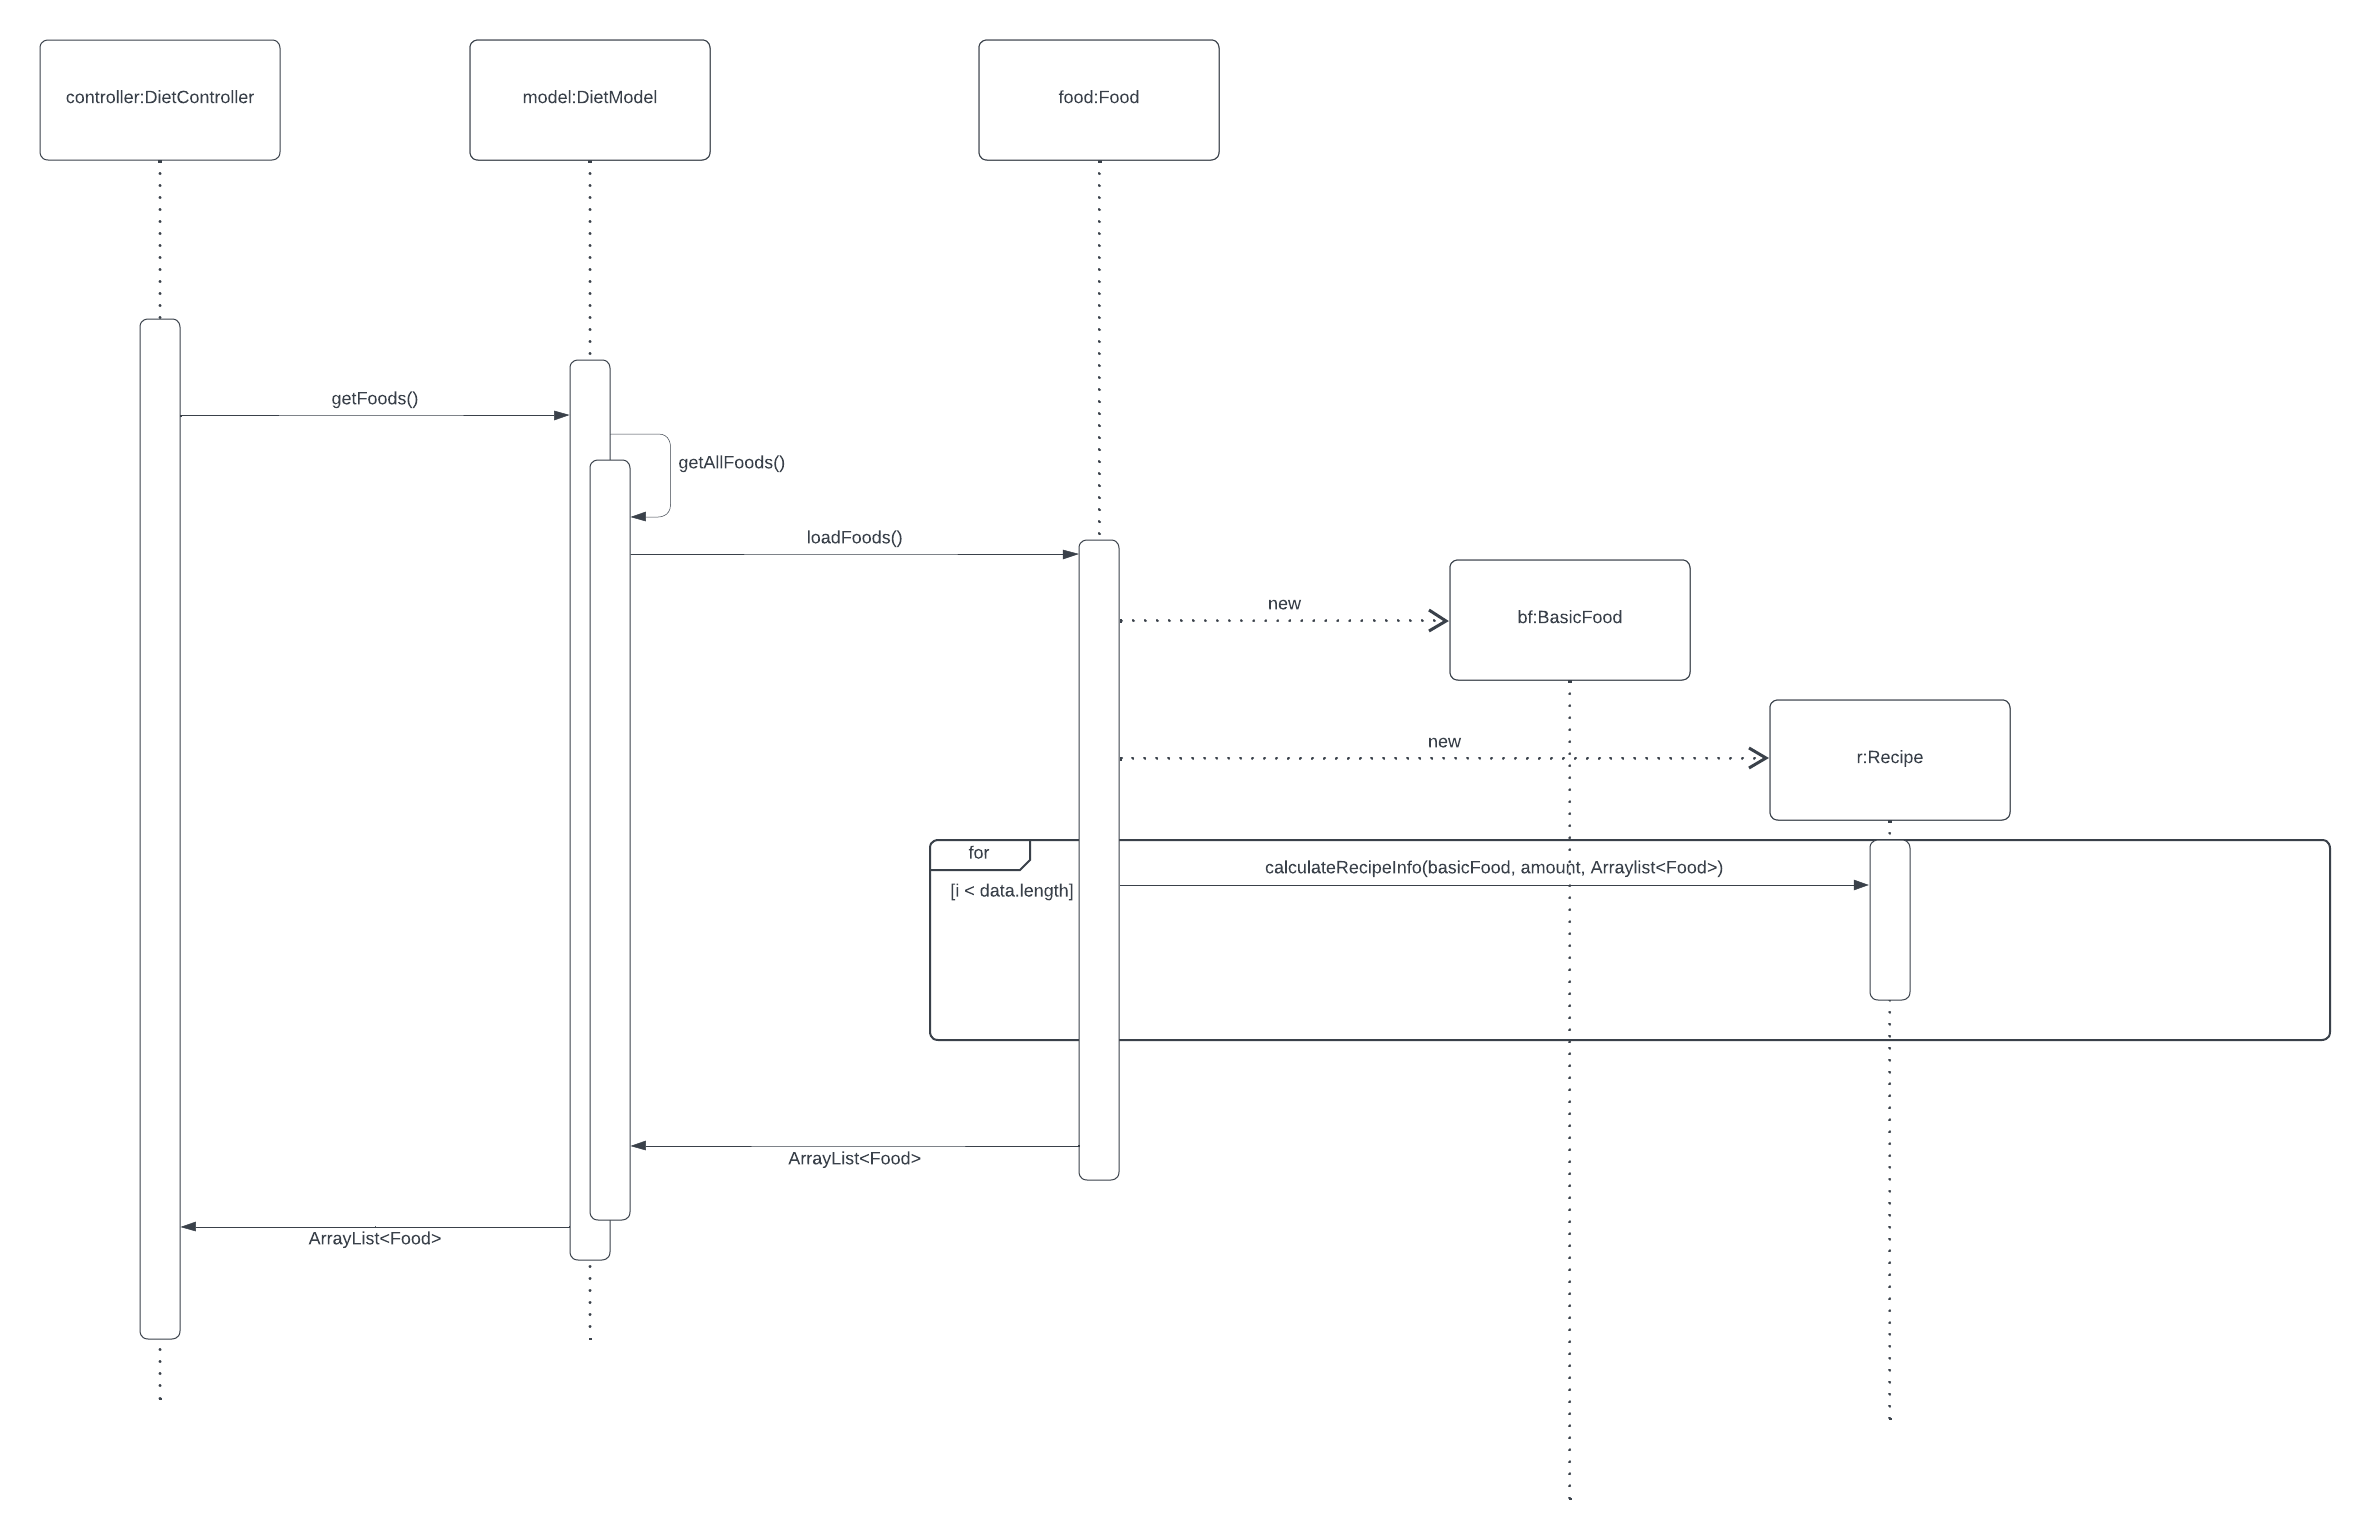 controller:DietController
model:DietModel
food:Food
getFoods()
getAllFoods()
loadFoods()
new
bf:BasicFood
new
r:Recipe
for
calculateRecipeInfo(basicFood, amount, Arraylist<Food>)
[i < data.length]
ArrayList<Food>
ArrayList<Food>